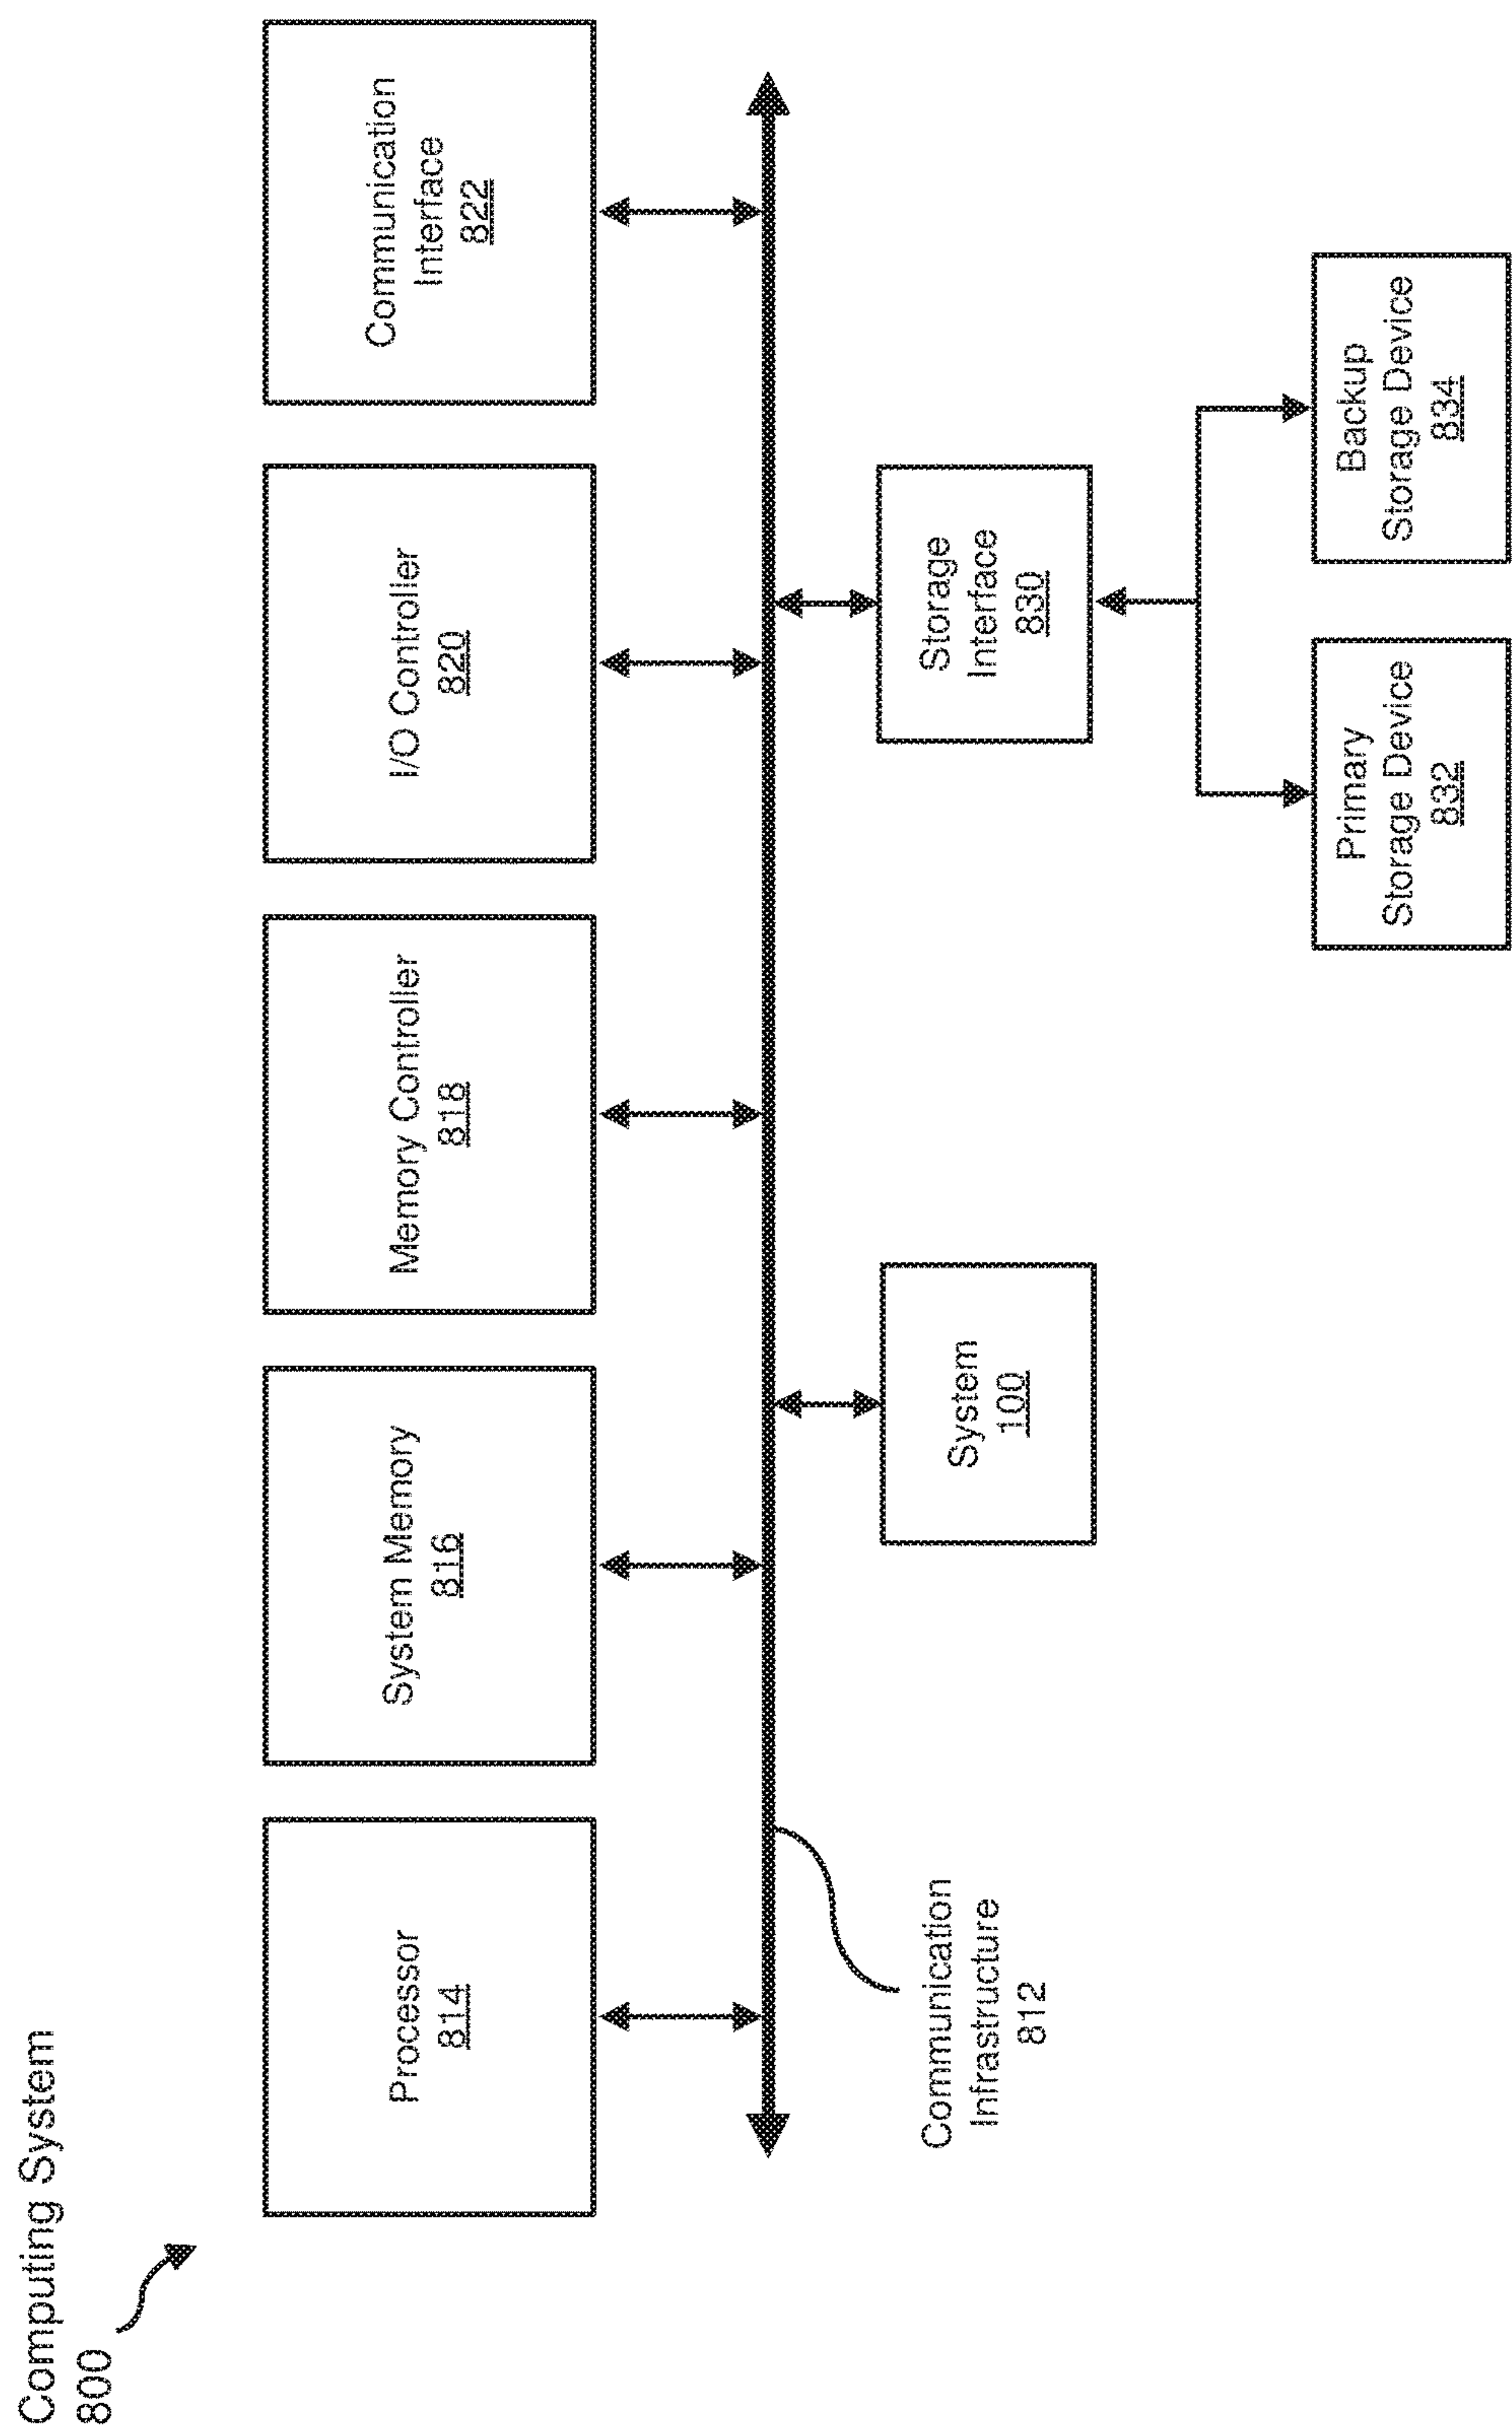 Computing System
800
Processor
814
System Memory
816
Memory Controller
818
I/O Controller
820
Communication
Interface
822
Communication
Infrastructure
812
System
100
Storage
Interface
830
Primary
Storage Device
832
Backup
Storage Device
834